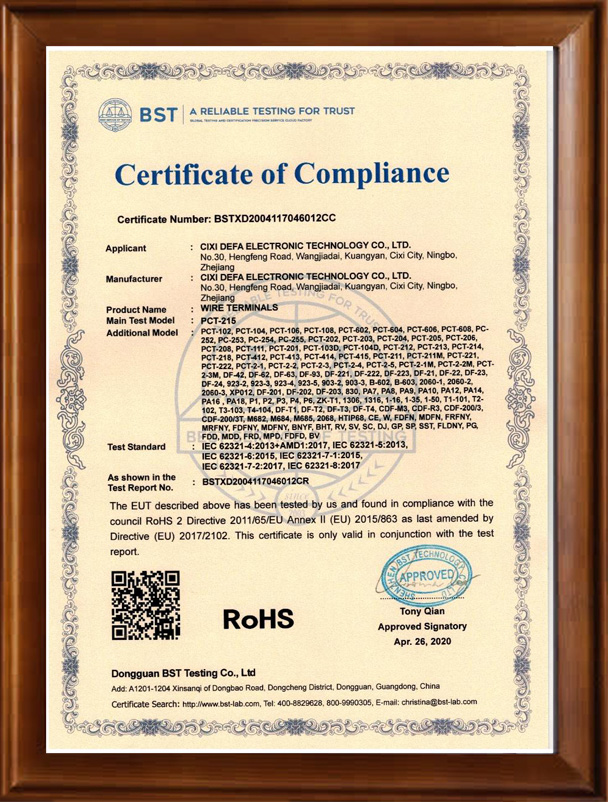 BST
A RELIABLE TESTING FOR TRUST
Certificate of Compliance
Certificate Number: BSTXD2004117046012CC
Applicant : CIXI DEFA ELECTRONIC TECHNOLOGY CO., LTD.
No.30, Hengfeng Road, Wangjiadai, Kuangyan, Cixi City, Ningbo,
Zhejiang
Manufacturer : CIXI DEFA ELECTRONIC TECHNOLOGY CO., LTD.
No.30, Hengfeng Road, Wangjiadai, Kuangyan, Cixi City, Ningbo,
Zhejiang
Product Name : WIRE TERMINALS
Main Test Model : PCT-215
Additional Model : PCT-102, PCT-104, PCT-106, PCT-108, PCT-602, PCT-604, PCT-606, PCT-608, PC-
252, PC-253, PC-254, PC-255, PCT-202, PCT-203, PCT-204, PCT-205, PCT-206,
PCT-208, PCT-111, PCT-201, PCT-103D, PCT-104D, PCT-212, PCT-213, PCT-214,
PCT-218, PCT-412, PCT-413, PCT-414, PCT-415, PCT-211, PCT-211M, PCT-221,
PCT-222, PCT-2-1, PCT-2-2, PCT-2-3, PCT-2-4, PCT-2-5, PCT-2-1M, PCT-2-2M, PCT-
2-3M, DF-42, DF-62, DF-63, DF-93, DF-221, DF-222, DF-223, DF-21, DF-22, DF-23,
DF-24, 923-2, 923-3, 923-4, 923-5, 903-2, 903-3, B-602, B-603, 2060-1, 2060-2,
2060-3, XP012, DF-201, DF-202, DF-203, 830, PA7, PA8, PA9, PA10, PA12, PA14,
PA16 , PA18, P1, P2, P3, P4, P6, ZK-T1, 1306, 1316, 1-16, 1-35, 1-50, T1-101, T2-
102, T3-103, T4-104, DF-T1, DF-T2, DF-T3, DF-T4, CDF-M3, CDF-R3, CDF-200/3,
CDF-200/3T, M682, M684, M685, 2068, HTIP68, CE, W, FDFN, MDFN, FRFNY,
MRFNY, FDFNY, MDFNY, BNYF, BHT, RV, SV, SC, DJ, GP, SP, SST, FLDNY, PG,
FDD, MDD, FRD, MPD, FDFD, BV
Test Standard : IEC 62321-4:2013+AMD1:2017, IEC 62321-5:2013,
IEC 62321-6:2015, IEC 62321-7-1:2015,
IEC 62321-7-2:2017, IEC 62321-8:2017
As shown in the
Test Report No. : BSTXD2004117046012CR
The EUT described above has been tested by us and found in compliance with the
council RoHS 2 Directive 2011/65/EU Annex II (EU) 2015/863 as last amended by
Directive (EU) 2017/2102. This certificate is only valid in conjunction with the test
report.
APPROVED
RoHS
Tony Qian
Approved Signatory
Apr. 26, 2020
Dongguan BST Testing Co., Ltd
Add: A1201-1204 Xinsanqi of Dongbao Road, Dongcheng District, Dongguan, Guangdong, China
Certificate Search: http://www.bst-lab.com, Tel: 400-8829628, 800-9990305, E-mail: christina@bst-lab.com